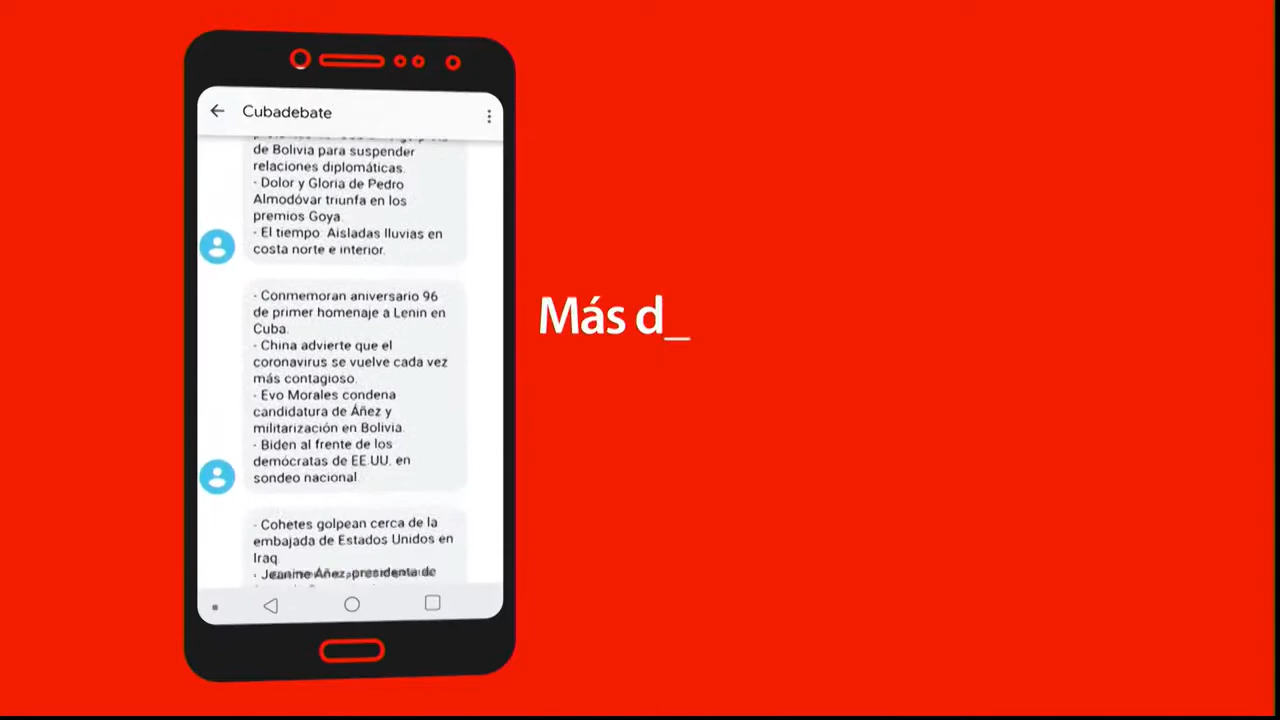 Cubadebate
de Bolivia para suspender
relaciones diplomáticas.
- Dolor y Gloria de Pedro
Almodóvar triunfa en los
premios Goya.
- El tiempo: Aisladas lluvias en
costa norte e interior.
- Conmemoran aniversario 96
de primer homenaje a Lenin en
Cuba.
- China advierte que el
coronavirus se vuelve cada vez
más contagioso.
- Evo Morales condena
candidatura de Áñez y
militarización en Bolivia.
- Biden al frente de los
demócratas de EE.UU. en
sondeo nacional.
- Cohetes golpean cerca de la
embajada de Estados Unidos en
Iraq.
- Jeanine Áñez, presidenta de
Más d_